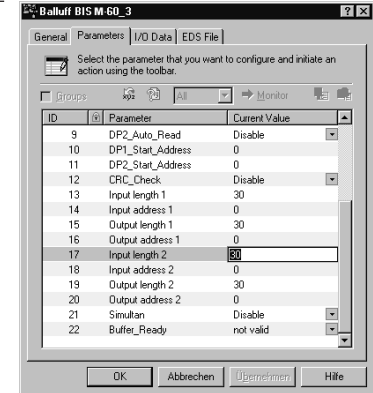 Balluff BIS M-60_3
General Parameters I/O Data EDS File
Select the parameter that you want to configure and initiate an
action using the toolbar.
Groups All Monitor
ID Parameter Current Value
9 DP2_Auto_Read Disable
10 DP1_Start_Address 0
11 DP2_Start_Address 0
12 CRC_Check Disable
13 Input length 1 30
14 Input address 1 0
15 Output length 1 30
16 Output address 1 0
17 Input length 2 30
18 Input address 2 0
19 Output length 2 30
20 Output address 2 0
21 Simultan Disable
22 Buffer_Ready not valid
OK Abbrechen Übernehmen Hilfe